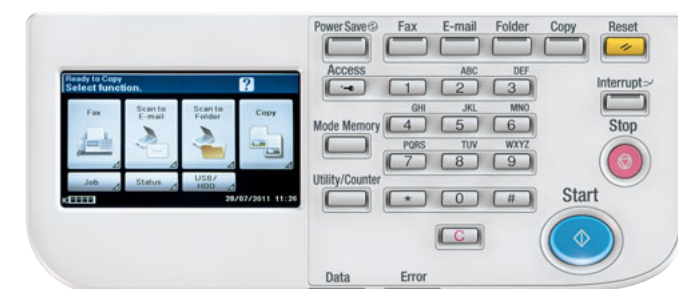 Power Save Fax E-mail Folder Copy Reset
Ready to Copy
Select function. ?
Fax Scan to E-mail Scan to Folder Copy
Job Status USB/HDD
K 28/07/2011 11:26
Access ABC DEF
1 2 3
Interrupt
GHI JKL MNO
Mode Memory 4 5 6 Stop
PQRS TUV WXYZ
7 8 9
Utility/Counter
* 0 # Start
C
Data Error